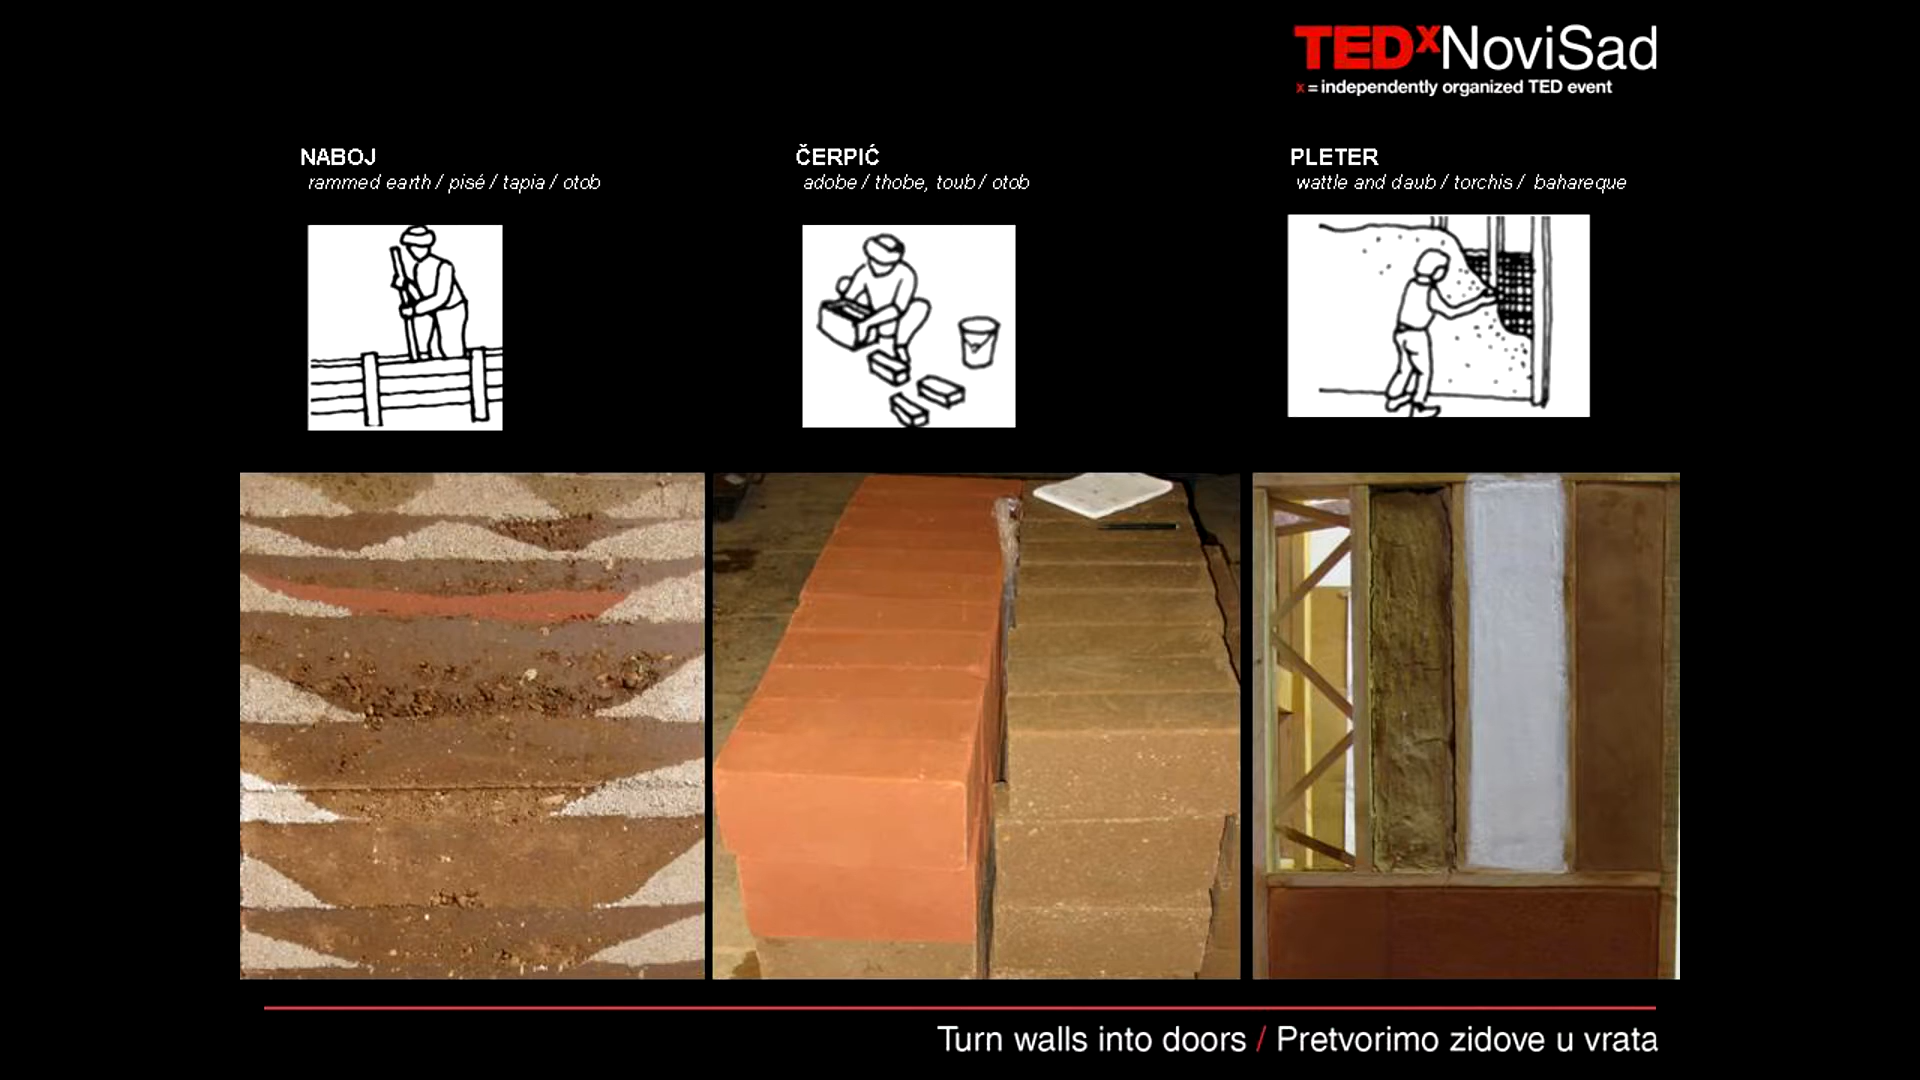 TEDxNoviSad
x = independently organized TED event
NABOJ
rammed earth / pisé / tapia / otob
ČERPIĆ
adobe / thobe, toub / otob
PLETER
wattle and daub / torchis / bahareque
Turn walls into doors / Pretvorimo zidove u vrata